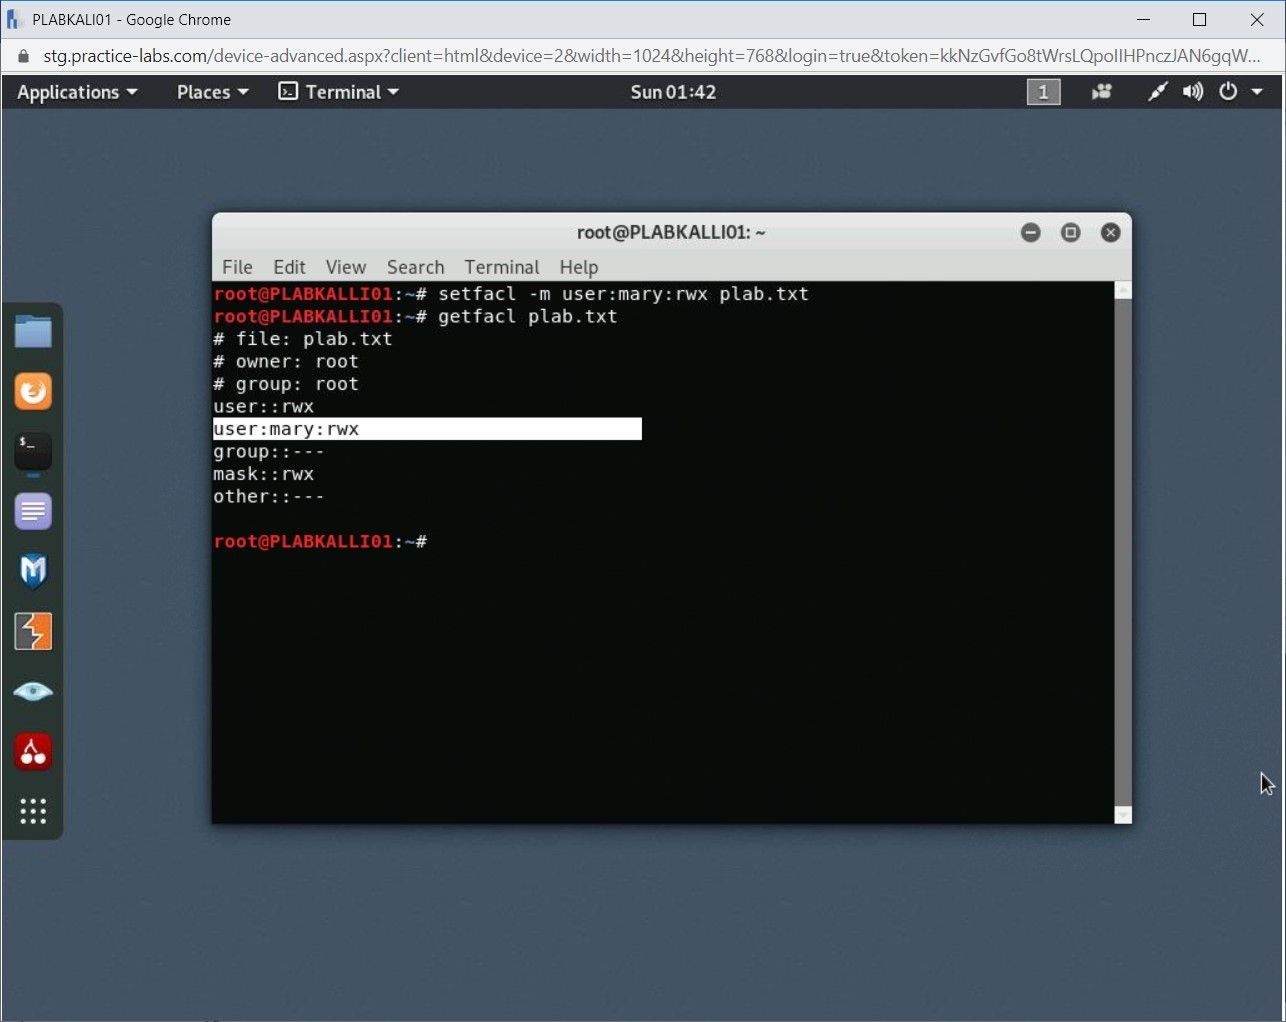 PLABKALI01 - Google Chrome
stg.practice-labs.com/device-advanced.aspx?client=html&device=2&width=1024&height=768&login=true&token=kkNzGvfGo8tWrsLQpoIIHPnczJAN6gqW...
Applications Places Terminal Sun 01:42 1
root@PLABKALLI01: ~
File Edit View Search Terminal Help
root@PLABKALLI01:~# setfacl -m user:mary:rwx plab.txt
root@PLABKALLI01:~# getfacl plab.txt
# file: plab.txt
# owner: root
# group: root
user::rwx
user:mary:rwx
group::---
mask::rwx
other::---
root@PLABKALLI01:~#